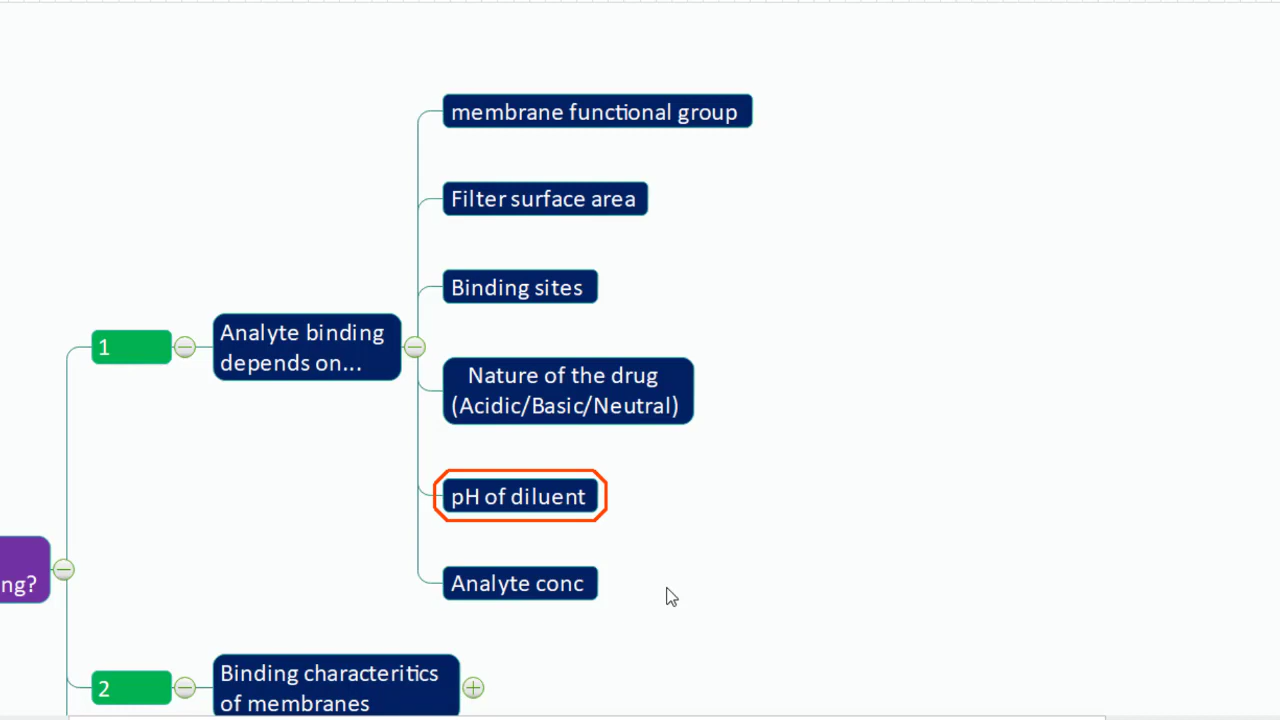 membrane functional group
Filter surface area
Binding sites
1
Analyte binding
depends on...
Nature of the drug
(Acidic/Basic/Neutral)
pH of diluent
ng?
Analyte conc
2
Binding characteritics
of membranes